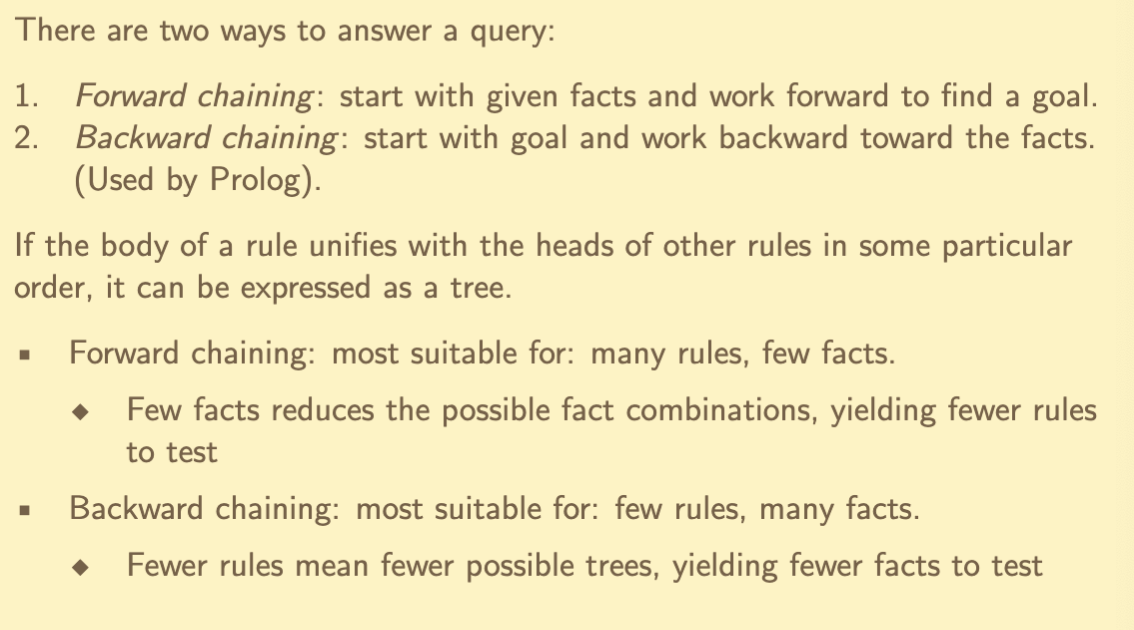 There are two ways to answer a query:
1. Forward chaining: start with given facts and work forward to find a goal.
2. Backward chaining: start with goal and work backward toward the facts.
(Used by Prolog).
If the body of a rule unifies with the heads of other rules in some particular
order, it can be expressed as a tree.
▪ Forward chaining: most suitable for: many rules, few facts.
◆ Few facts reduces the possible fact combinations, yielding fewer rules
to test
▪ Backward chaining: most suitable for: few rules, many facts.
◆ Fewer rules mean fewer possible trees, yielding fewer facts to test